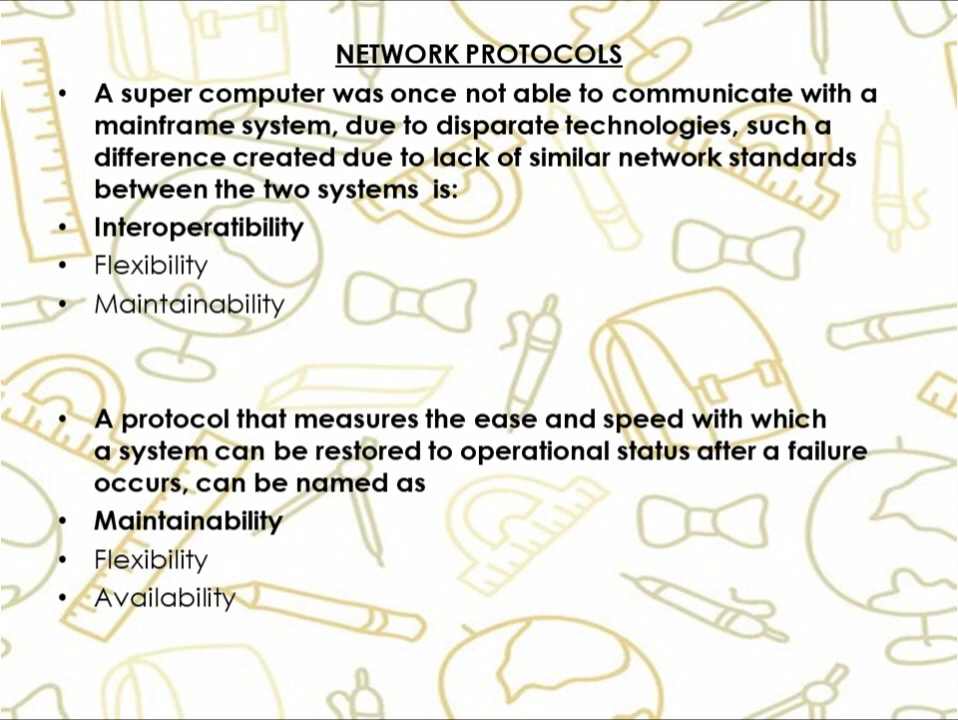 NETWORK PROTOCOLS
• A super computer was once not able to communicate with a
mainframe system, due to disparate technologies, such a
difference created due to lack of similar network standards
between the two systems is:
• Interoperatibility
• Flexibility
• Maintainability
• A protocol that measures the ease and speed with which
a system can be restored to operational status after a failure
occurs, can be named as
• Maintainability
• Flexibility
• Availability